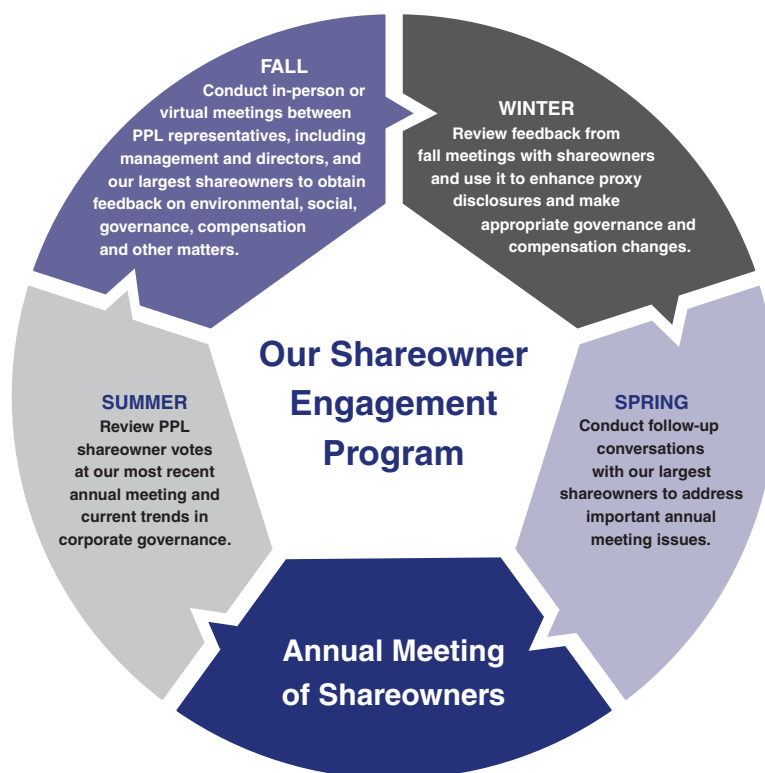 FALL
Conduct in-person or
virtual meetings between
PPL representatives, including
management and directors, and
our largest shareowners to obtain
feedback on environmental, social,
governance, compensation
and other matters.
WINTER
Review feedback from
fall meetings with shareowners
and use it to enhance proxy
disclosures and make
appropriate governance and
compensation changes.
Our Shareowner
Engagement
Program
SUMMER
Review PPL
shareowner votes
at our most recent
annual meeting and
current trends in
corporate governance.
SPRING
Conduct follow-up
conversations
with our largest
shareowners to address
important annual
meeting issues.
Annual Meeting
of Shareowners